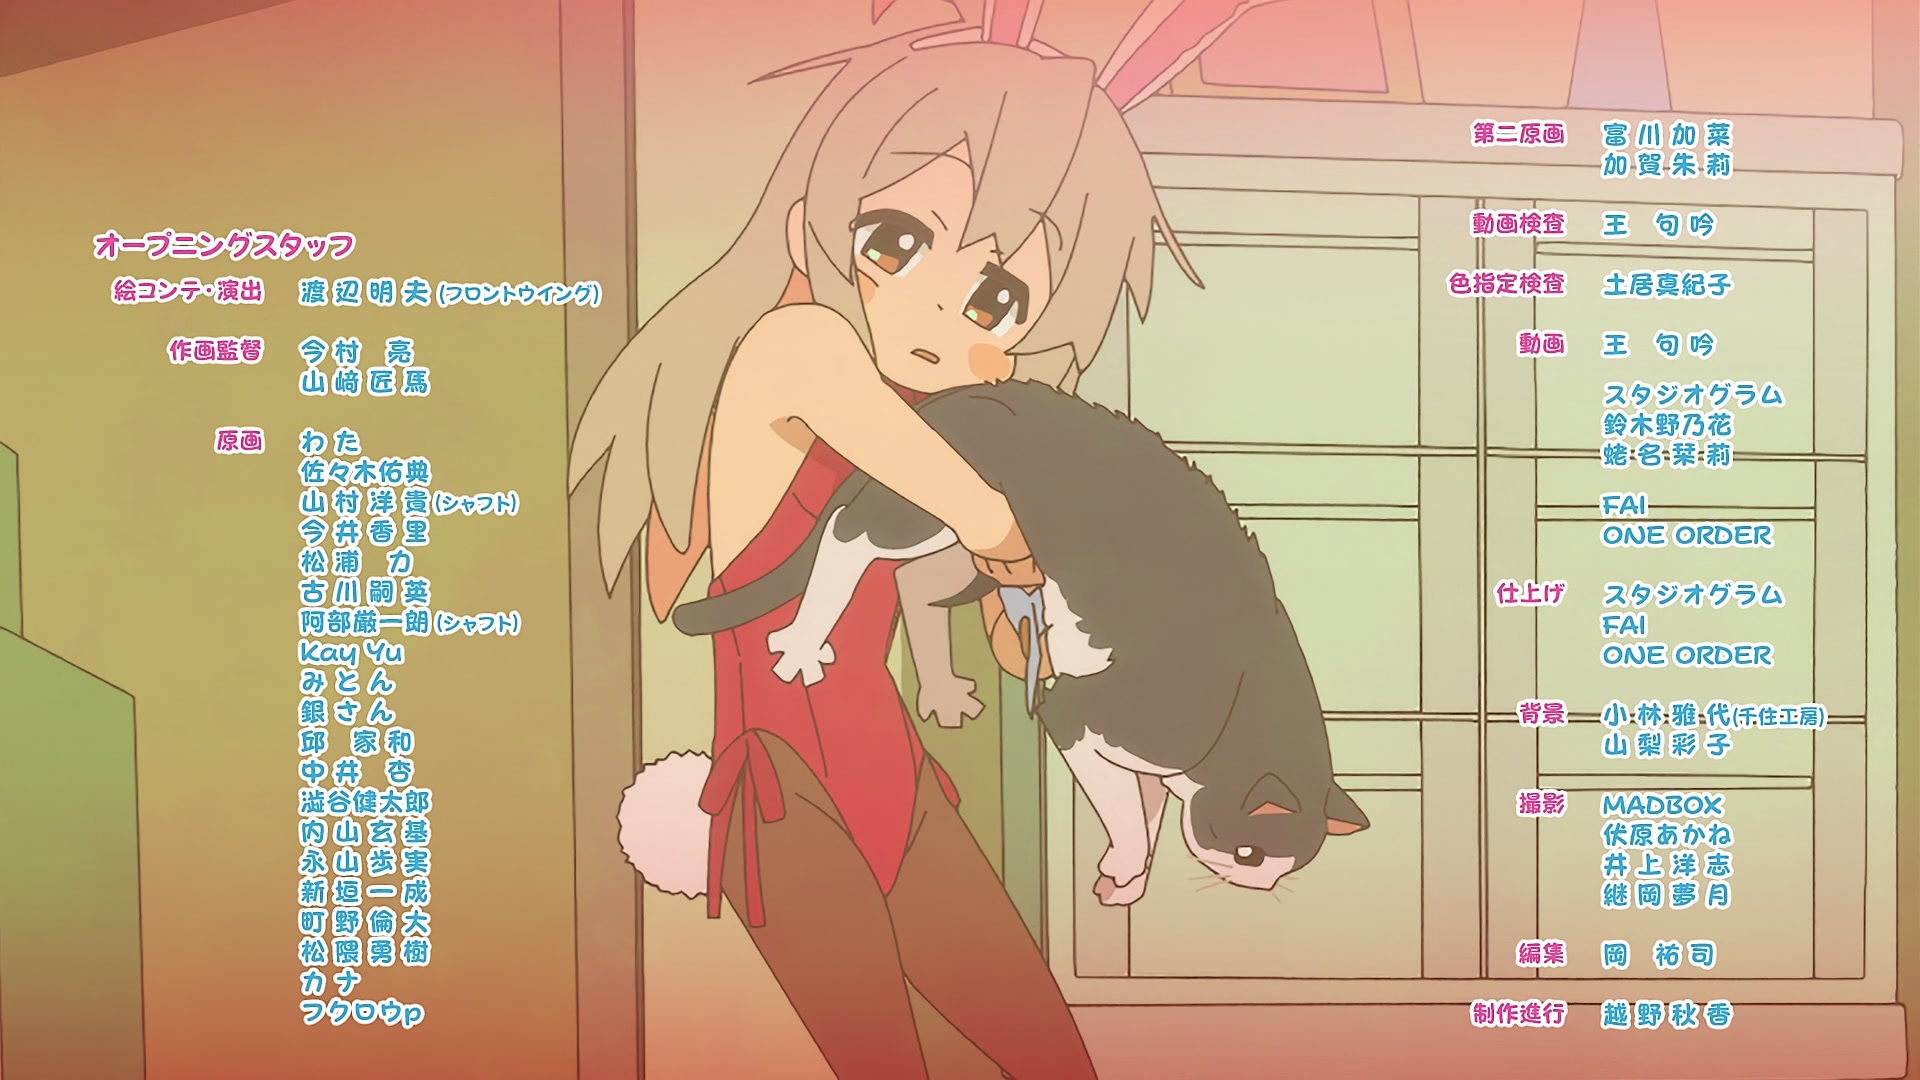 オープニングスタッフ
絵コンテ・演出 渡辺明夫(フロントウイング)
作画監督 今村 亮
山﨑匠馬
原画 わた
佐々木佑典
山村洋貴(シャフト)
今井香里
松浦 力
古川嗣英
阿部厳一朗(シャフト)
Kay Yu
みとん
銀さん
邱 家和
中井 杏
澁谷健太郎
内山玄基
永山歩実
新垣一成
町野倫大
松隈勇樹
カナ
フクロウp
第二原画 富川加菜
加賀朱莉
動画検査 王 句吟
色指定検査 土居真紀子
動画 王 句吟
スタジオグラム
鈴木野乃花
蛯名栞莉
FAI
ONE ORDER
仕上げ スタジオグラム
FAI
ONE ORDER
背景 小林雅代(千住工房)
山梨彩子
撮影 MADBOX
伏原あかね
井上洋志
継岡夢月
編集 岡 祐司
制作進行 越野秋香